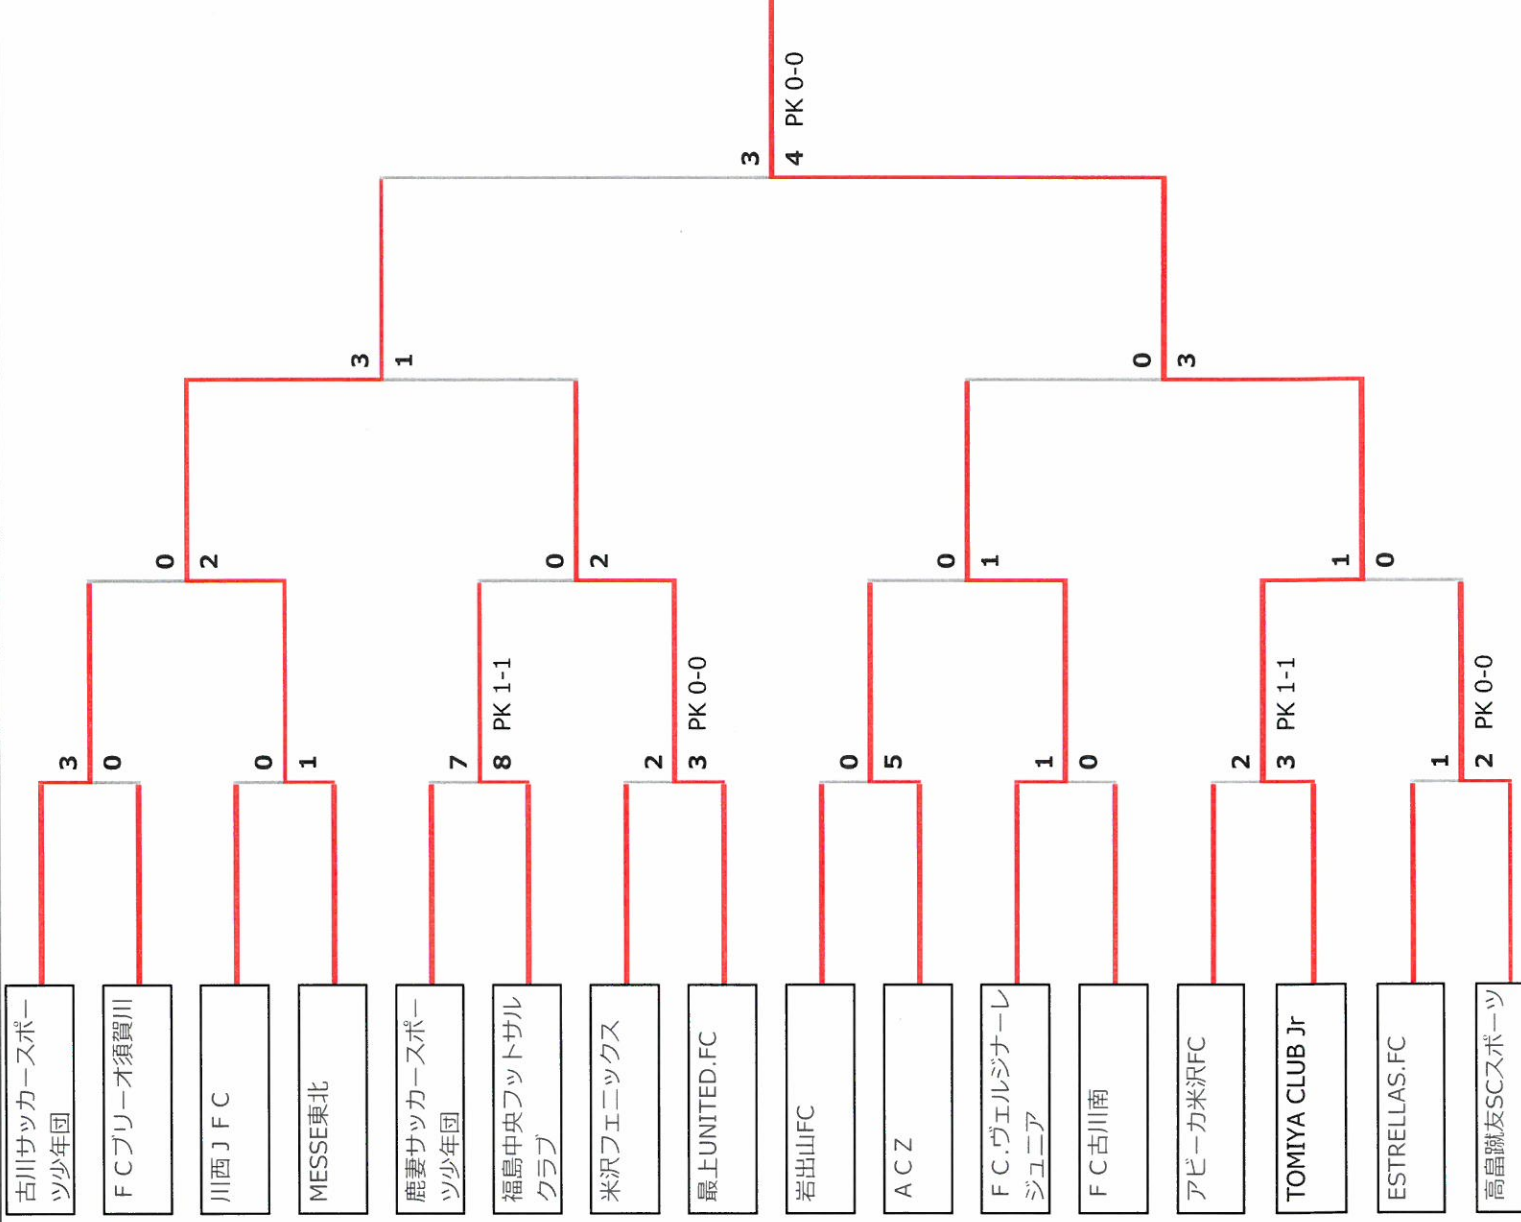 PK 0-0
3
4
3
1
0
3
0
2
0
2
0
1
1
0
PK 1-1
PK 0-0
PK 1-1
PK 0-0
3
0
0
1
7
8
2
3
0
5
1
0
2
3
1
2
古川サッカースポー
ツ少年団
ＦＣブリーオ須賀川
川西ＪＦＣ
MESSE東北
鹿妻サッカースポー
ツ少年団
福島中央フットサル
クラブ
米沢フェニックス
最上UNITED.FC
岩出山FC
ＡＣＺ
ＦＣ.ヴェルジナーレ
ジュニア
ＦＣ古川南
アビーカ米沢FC
TOMIYA CLUB Jr
ESTRELLAS.FC
高畠蹴友SCスポーツ